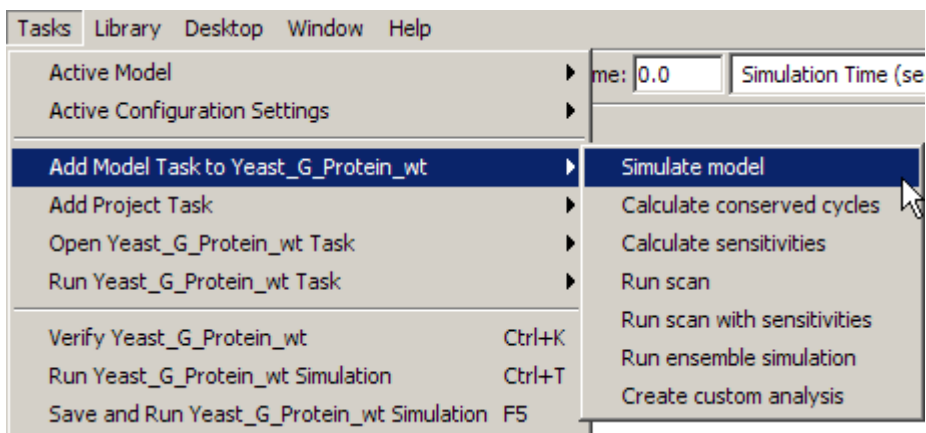 Tasks Library Desktop Window Help
Active Model
me: 0.0 Simulation Time (se
Active Configuration Settings
Add Model Task to Yeast_G_Protein_wt
Simulate model
Add Project Task
Calculate conserved cycles
Open Yeast_G_Protein_wt Task
Calculate sensitivities
Run Yeast_G_Protein_wt Task
Run scan
Run scan with sensitivities
Verify Yeast_G_Protein_wt Ctrl+K
Run ensemble simulation
Run Yeast_G_Protein_wt Simulation Ctrl+T
Create custom analysis
Save and Run Yeast_G_Protein_wt Simulation F5